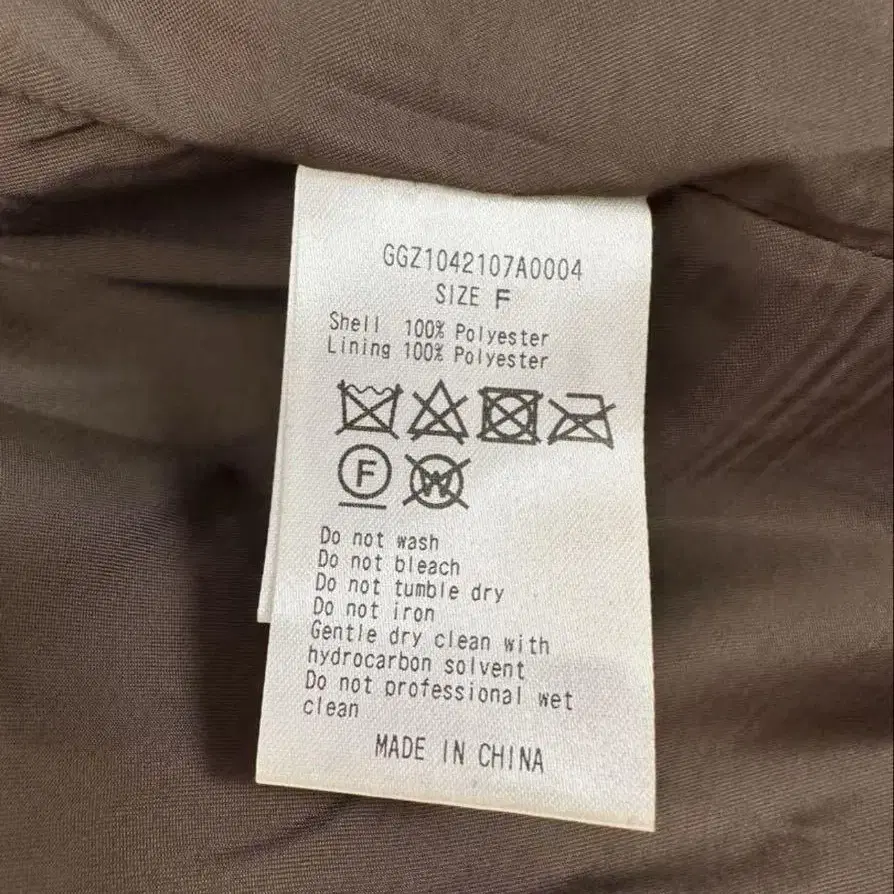 GGZ1042107A0004
SIZE F
Shell 100% Polyester
Lining 100% Polyester
F
W
Do not wash
Do not bleach
Do not tumble dry
Do not iron
Gentle dry clean with
hydrocarbon solvent
Do not professional wet
clean
MADE IN CHINA